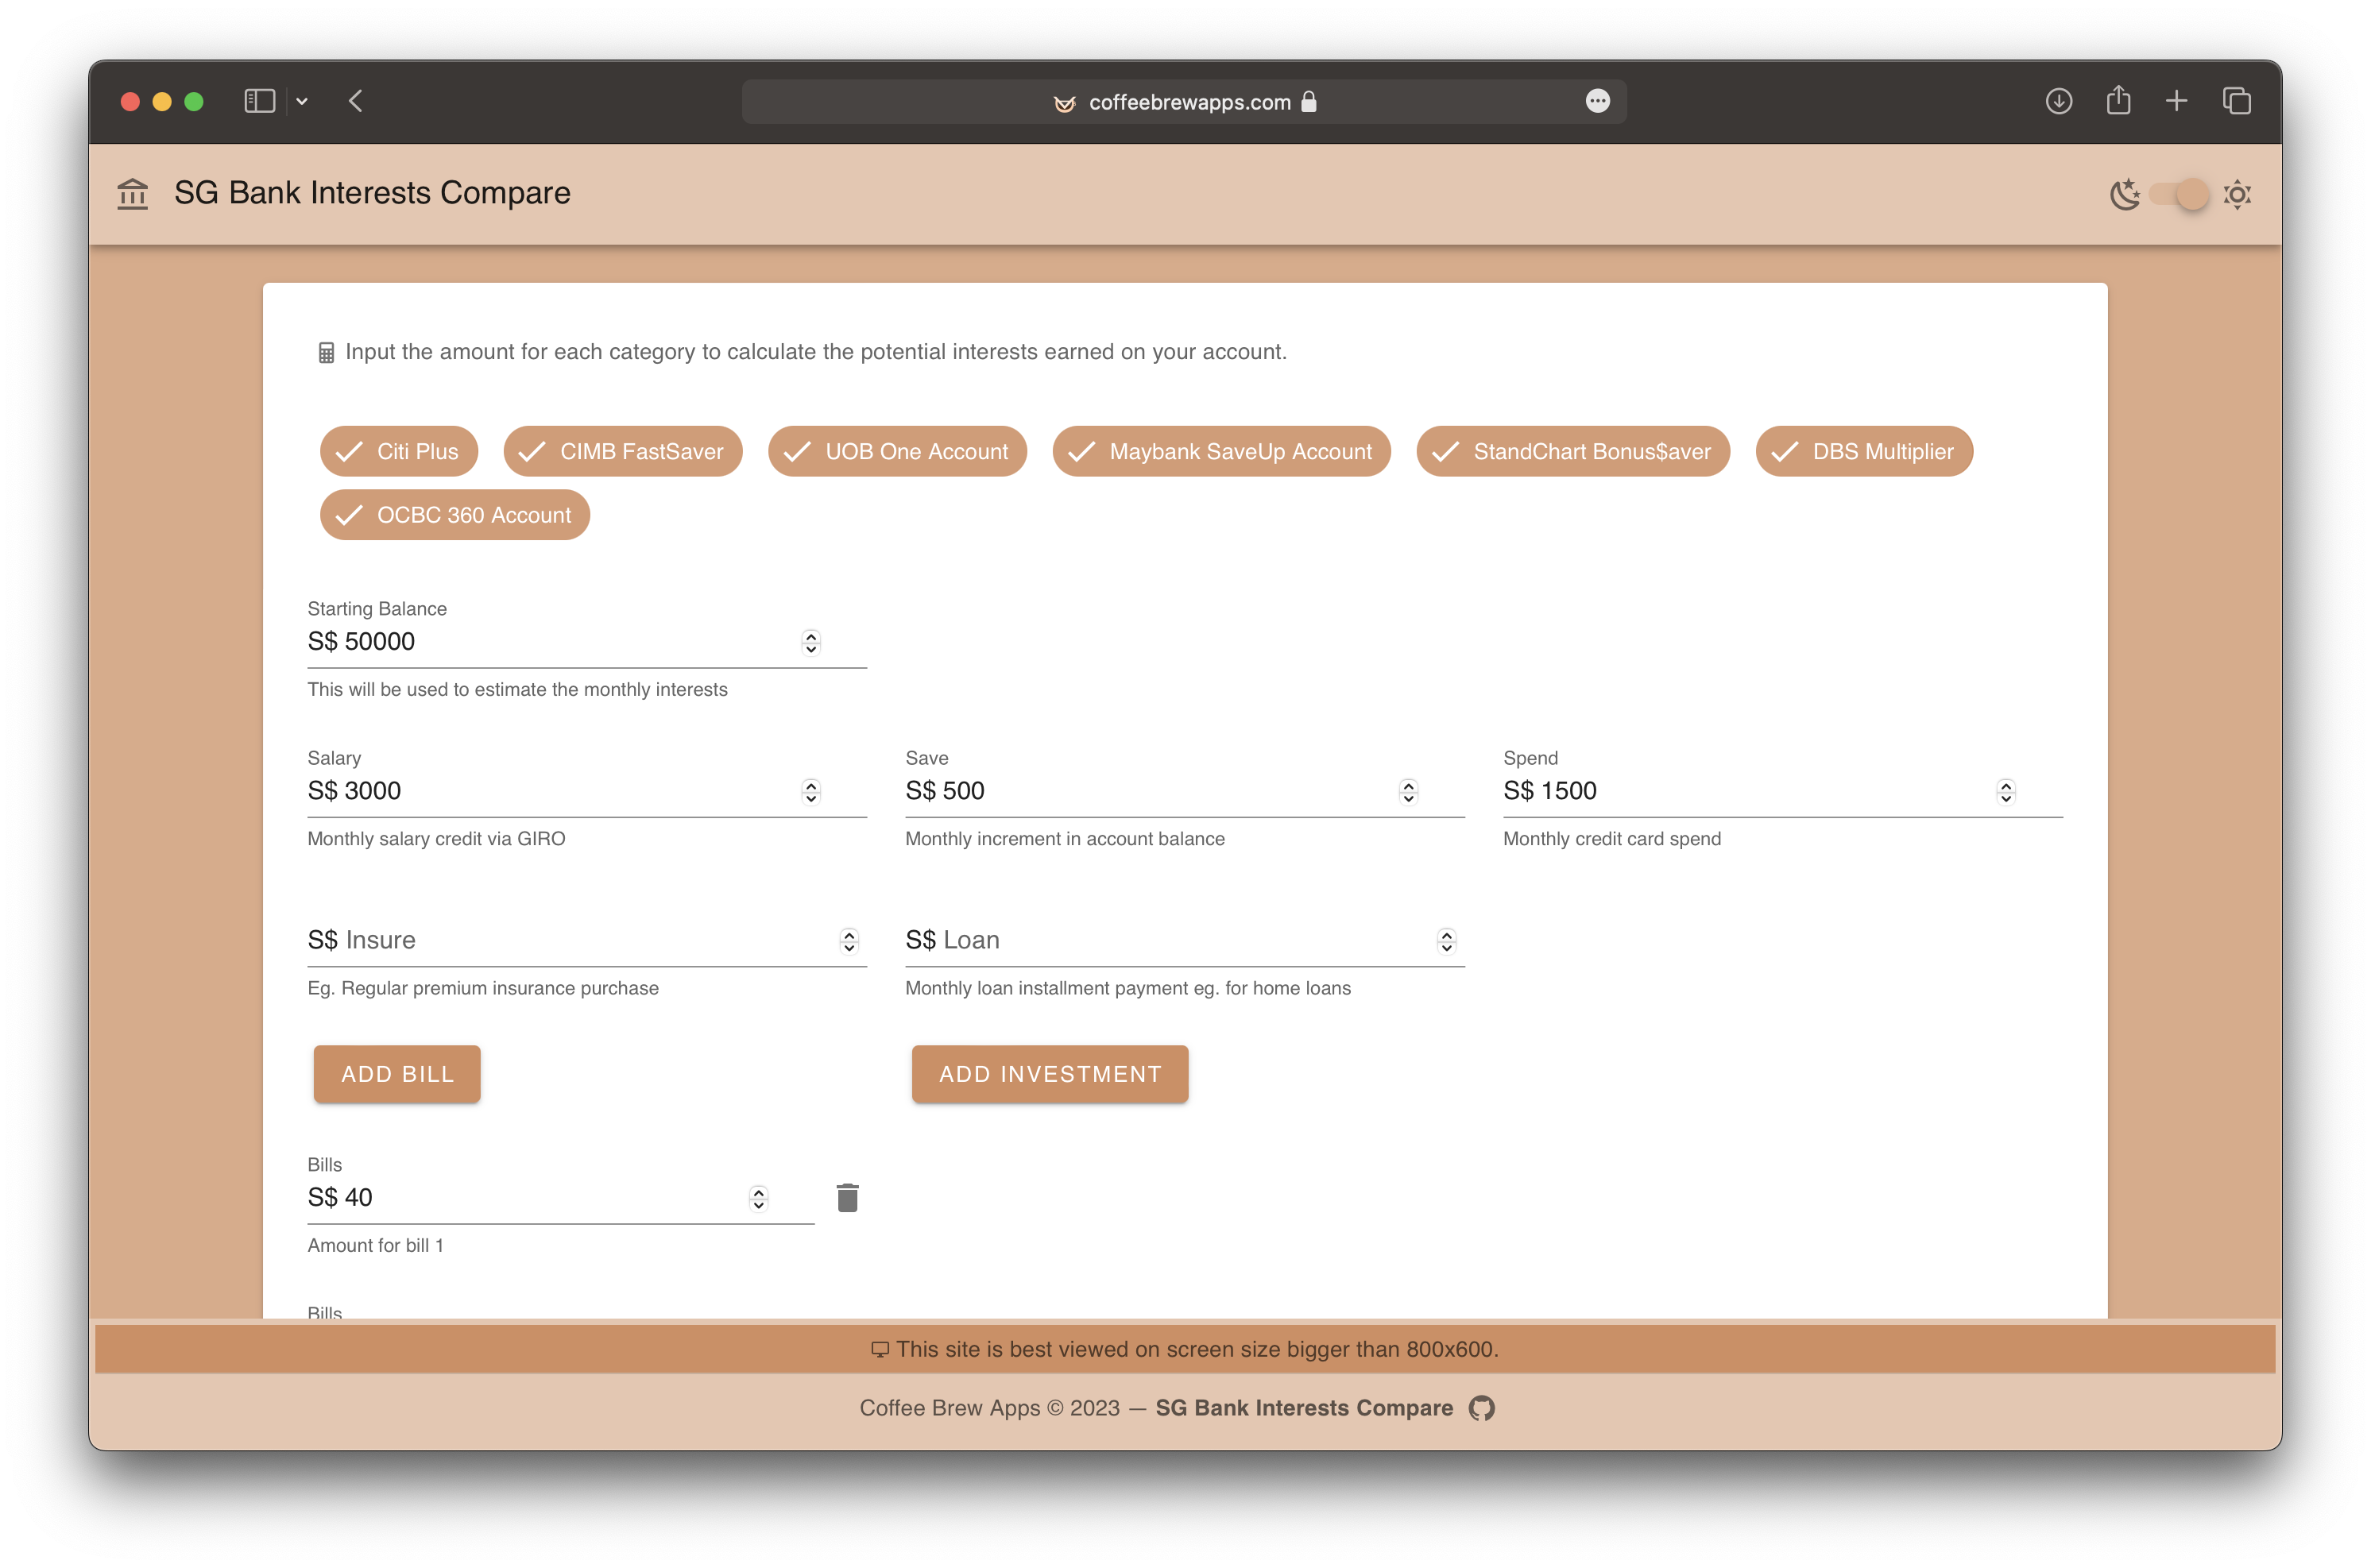 coffeebrewapps.com
SG Bank Interests Compare
Input the amount for each category to calculate the potential interests earned on your account.
Citi Plus CIMB FastSaver UOB One Account Maybank SaveUp Account StandChart Bonus$aver DBS Multiplier
OCBC 360 Account
Starting Balance
S$ 50000
This will be used to estimate the monthly interests
Salary Save Spend
S$ 3000 S$ 500 S$ 1500
Monthly salary credit via GIRO Monthly increment in account balance Monthly credit card spend
S$ Insure S$ Loan
Eg. Regular premium insurance purchase Monthly loan installment payment eg. for home loans
ADD BILL ADD INVESTMENT
Bills
S$ 40
Amount for bill 1
Bills
This site is best viewed on screen size bigger than 800x600.
Coffee Brew Apps © 2023 — SG Bank Interests Compare